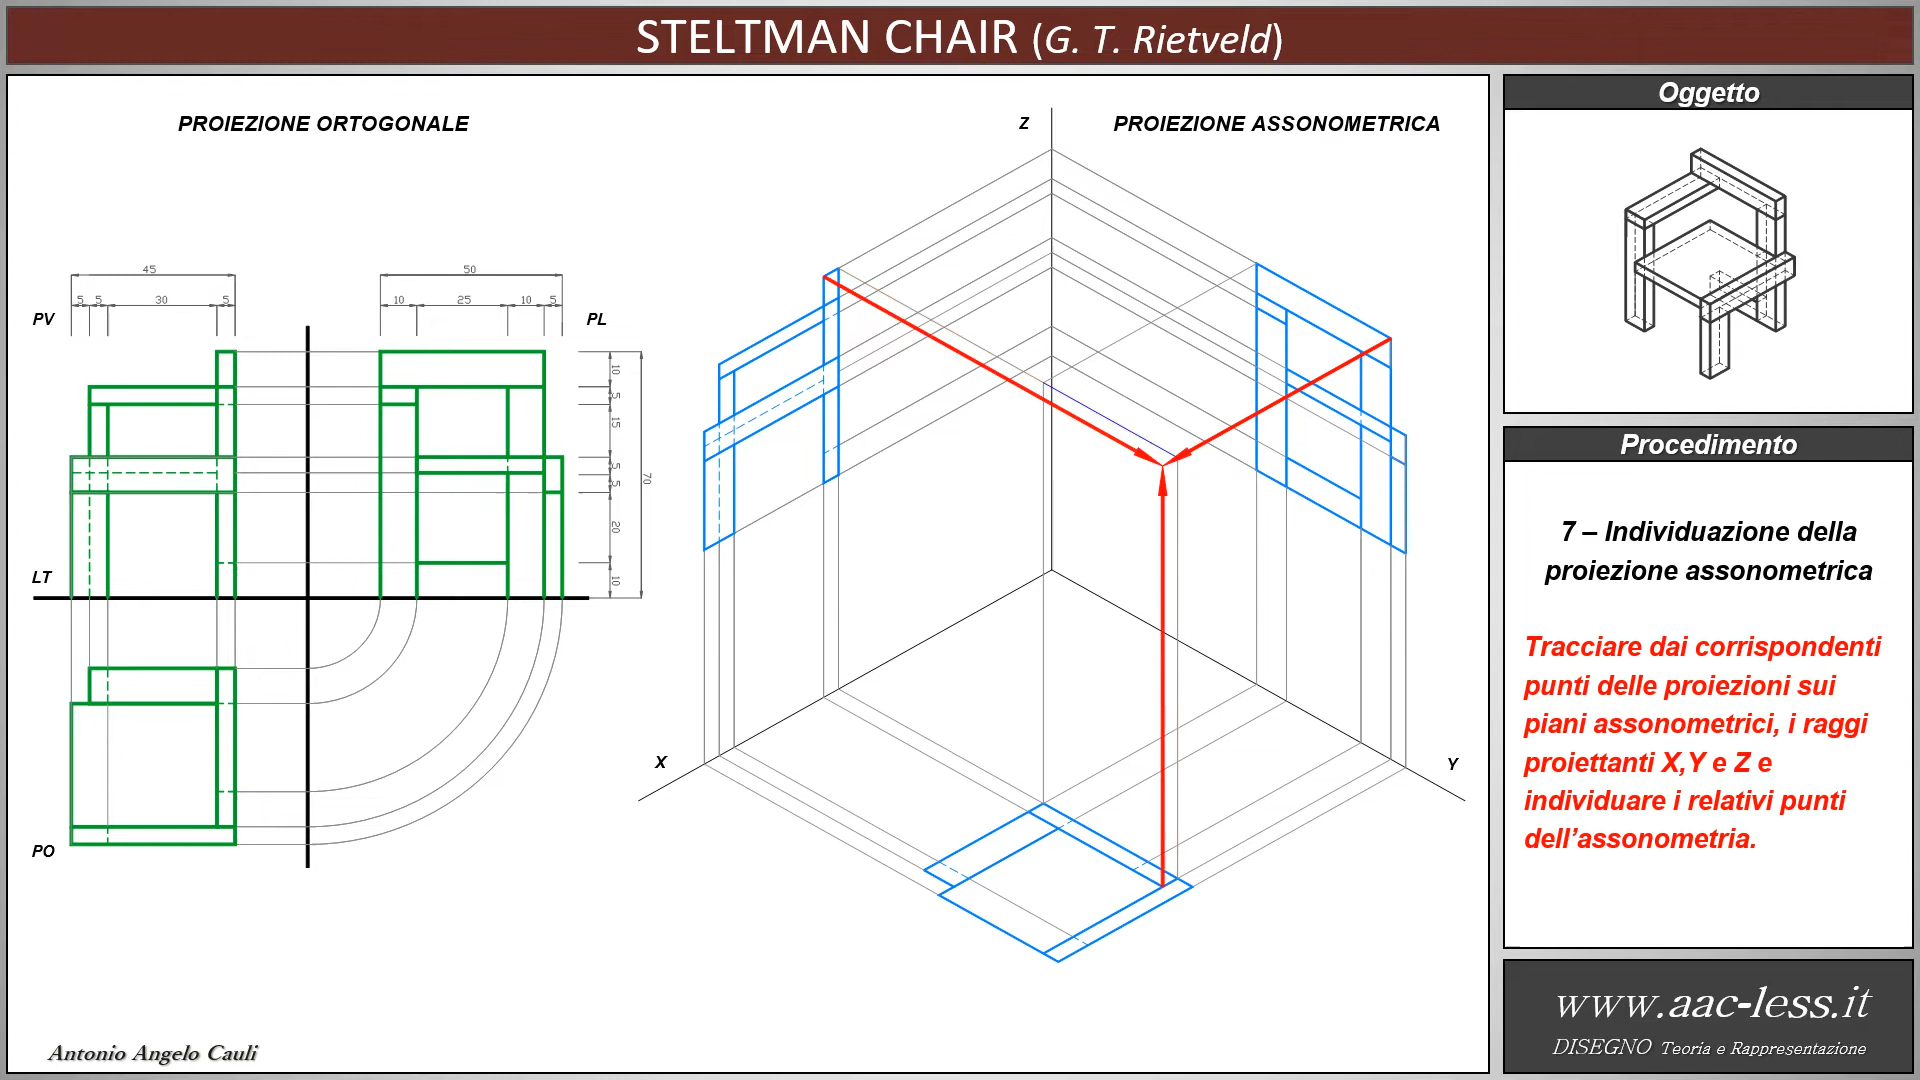 STELTMAN CHAIR (G. T. Rietveld)
PROIEZIONE ORTOGONALE
Z
PROIEZIONE ASSONOMETRICA
45
50
5 5 30 5
10 25 10 5
PV
PL
10
5
15
5
5
20
10
70
LT
PO
X
Y
Antonio Angelo Cauli
Oggetto
Procedimento
7 – Individuazione della
proiezione assonometrica
Tracciare dai corrispondenti
punti delle proiezioni sui
piani assonometrici, i raggi
proiettanti X,Y e Z e
individuare i relativi punti
dell’assonometria.
www.aac-less.it
DISEGNO Teoria e Rappresentazione